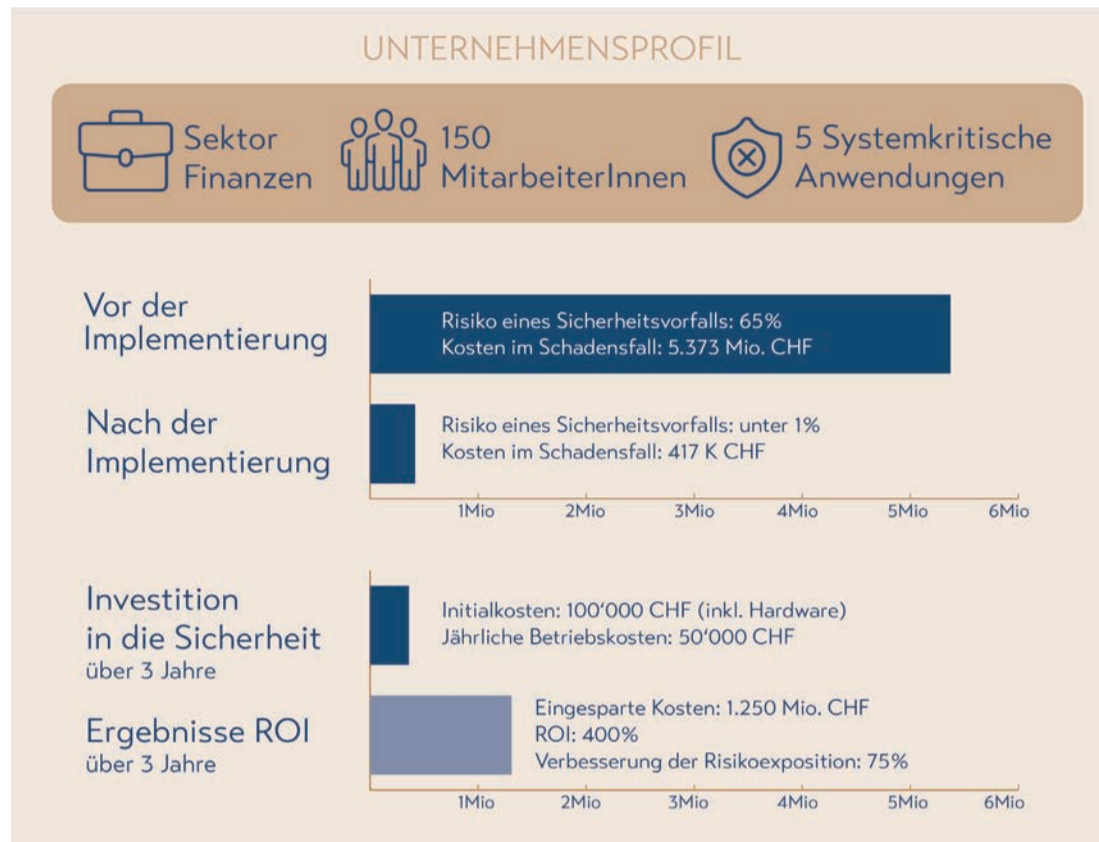 UNTERNEHMENSPROFIL
Sektor
Finanzen
150
MitarbeiterInnen
5 Systemkritische
Anwendungen
Vor der
Implementierung
Risiko eines Sicherheitsvorfalls: 65%
Kosten im Schadensfall: 5.373 Mio. CHF
Nach der
Implementierung
Risiko eines Sicherheitsvorfalls: unter 1%
Kosten im Schadensfall: 417 K CHF
1Mio 2Mio 3Mio 4Mio 5Mio 6Mio
Investition
in die Sicherheit
über 3 Jahre
Initialkosten: 100‘000 CHF (inkl. Hardware)
Jährliche Betriebskosten: 50‘000 CHF
Ergebnisse ROI
über 3 Jahre
Eingesparte Kosten: 1.250 Mio. CHF
ROI: 400%
Verbesserung der Risikoexposition: 75%
1Mio 2Mio 3Mio 4Mio 5Mio 6Mio